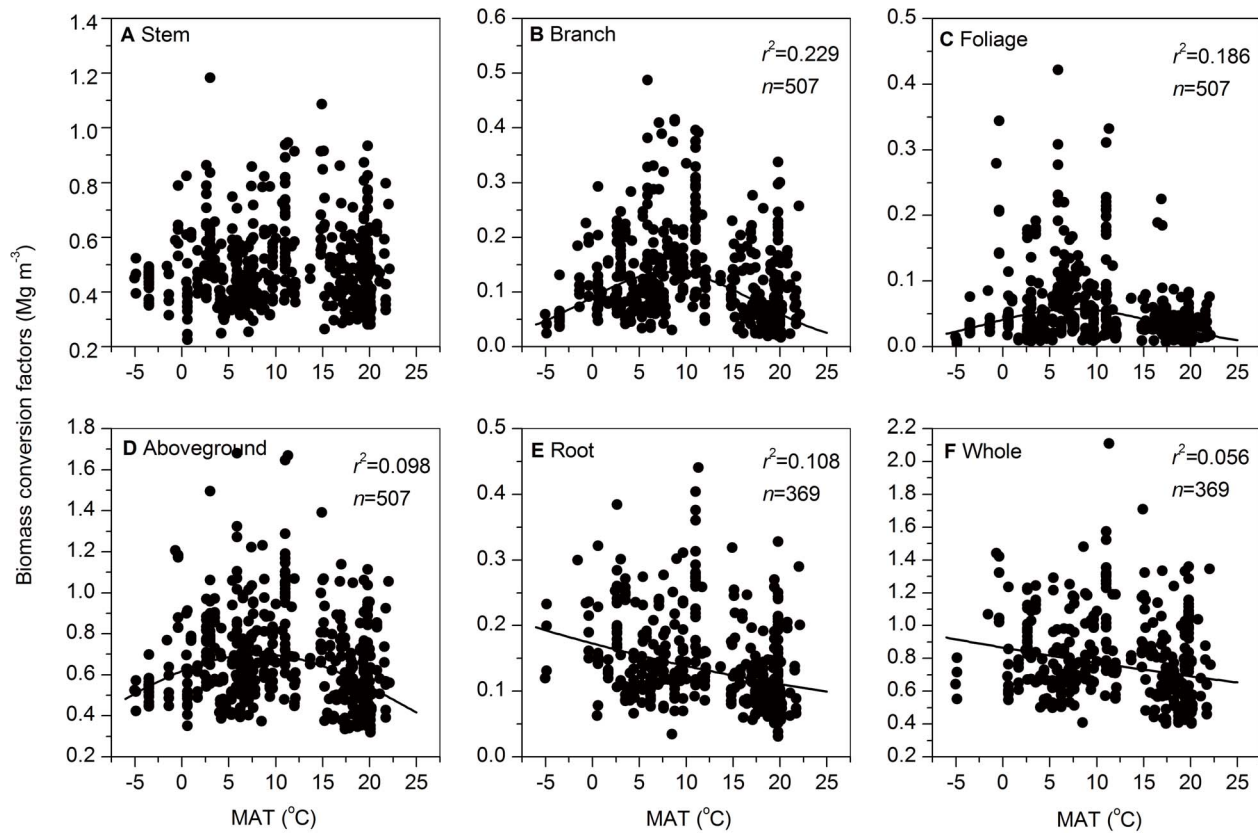 Biomass conversion factors (Mg m⁻³)
A Stem
1.4
1.2
1.0
0.8
0.6
0.4
0.2
-5 0 5 10 15 20 25
B Branch
r²=0.229
n=507
0.6
0.5
0.4
0.3
0.2
0.1
0.0
-5 0 5 10 15 20 25
C Foliage
r²=0.186
n=507
0.5
0.4
0.3
0.2
0.1
0.0
-5 0 5 10 15 20 25
D Aboveground
r²=0.098
n=507
1.8
1.6
1.4
1.2
1.0
0.8
0.6
0.4
0.2
-5 0 5 10 15 20 25
MAT (°C)
E Root
r²=0.108
n=369
0.5
0.4
0.3
0.2
0.1
0.0
-5 0 5 10 15 20 25
MAT (°C)
F Whole
r²=0.056
n=369
2.2
2.0
1.8
1.6
1.4
1.2
1.0
0.8
0.6
0.4
0.2
-5 0 5 10 15 20 25
MAT (°C)